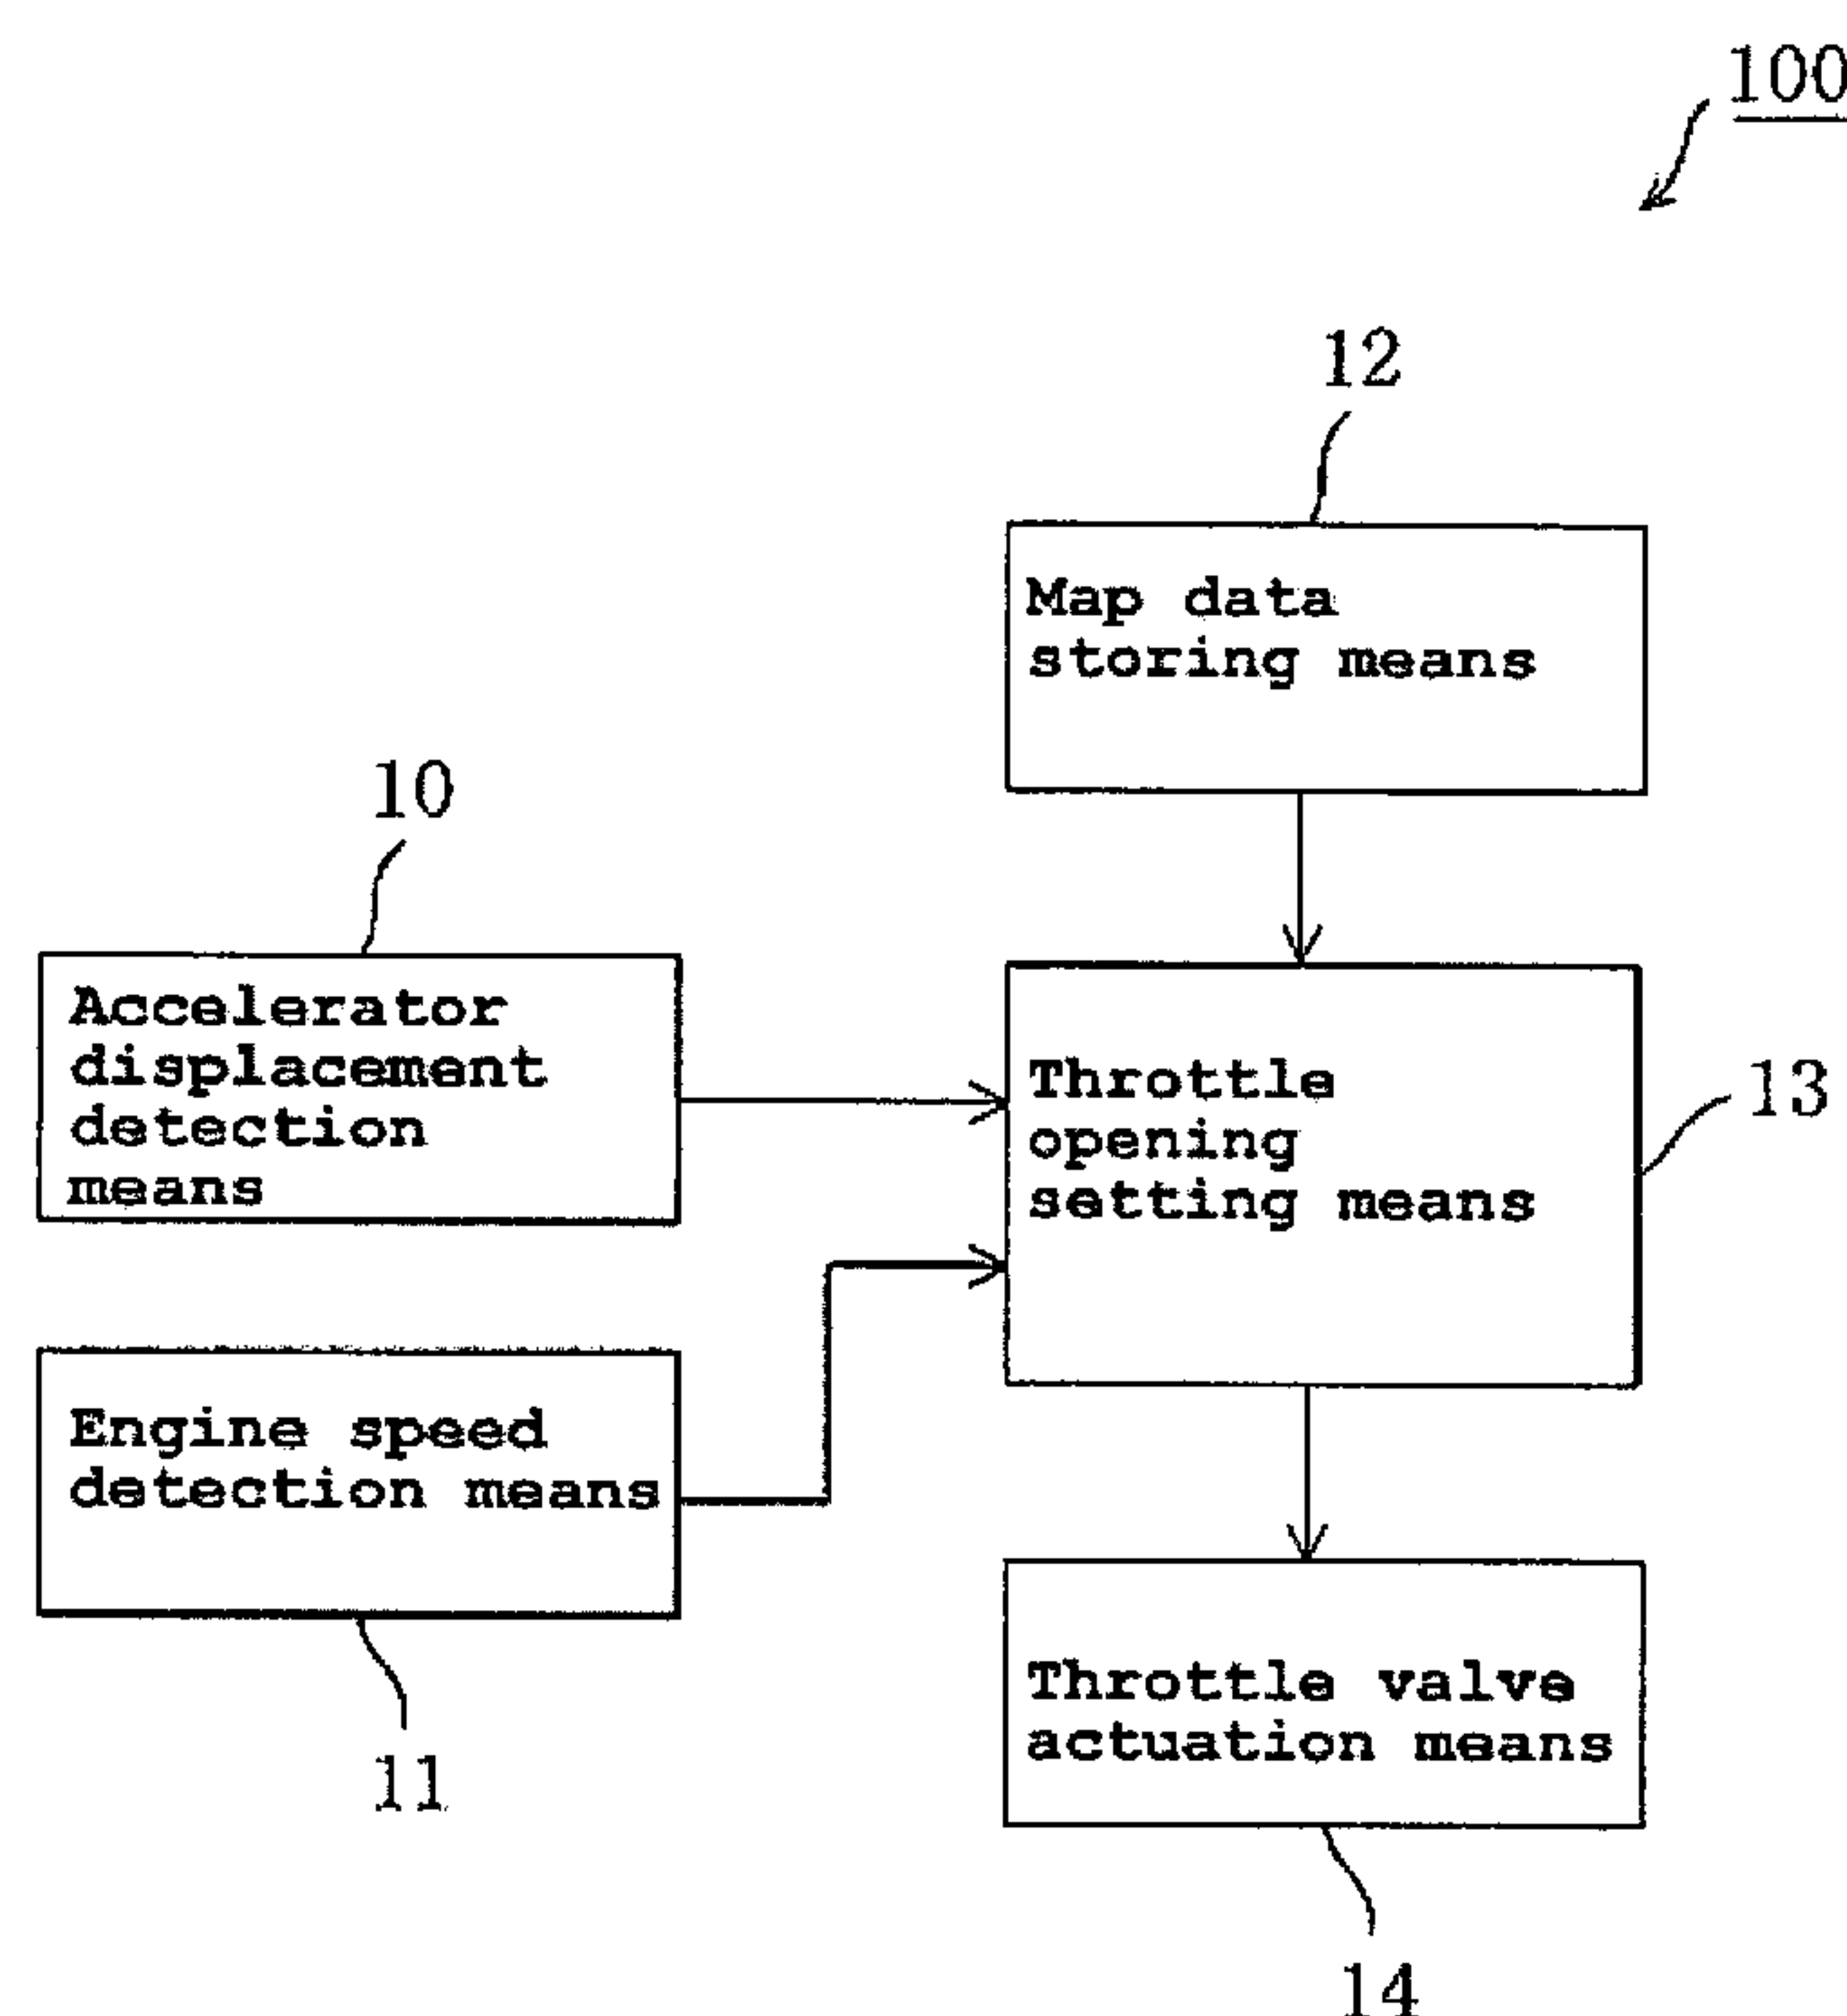 100
12
Map data
storing means
10
Accelerator
displacement
detection
means
Throttle
opening
setting means
13
Engine speed
detection means
11
Throttle valve
actuation means
14